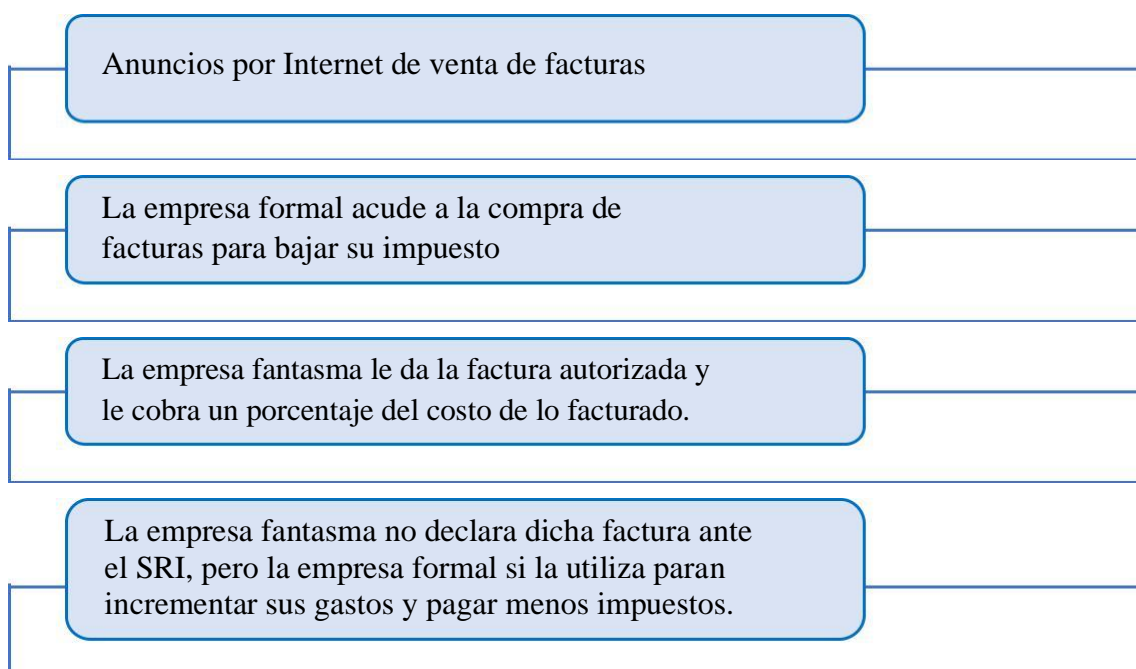 Anuncios por Internet de venta de facturas
La empresa formal acude a la compra de
facturas para bajar su impuesto
La empresa fantasma le da la factura autorizada y
le cobra un porcentaje del costo de lo facturado.
La empresa fantasma no declara dicha factura ante
el SRI, pero la empresa formal si la utiliza paran
incrementar sus gastos y pagar menos impuestos.